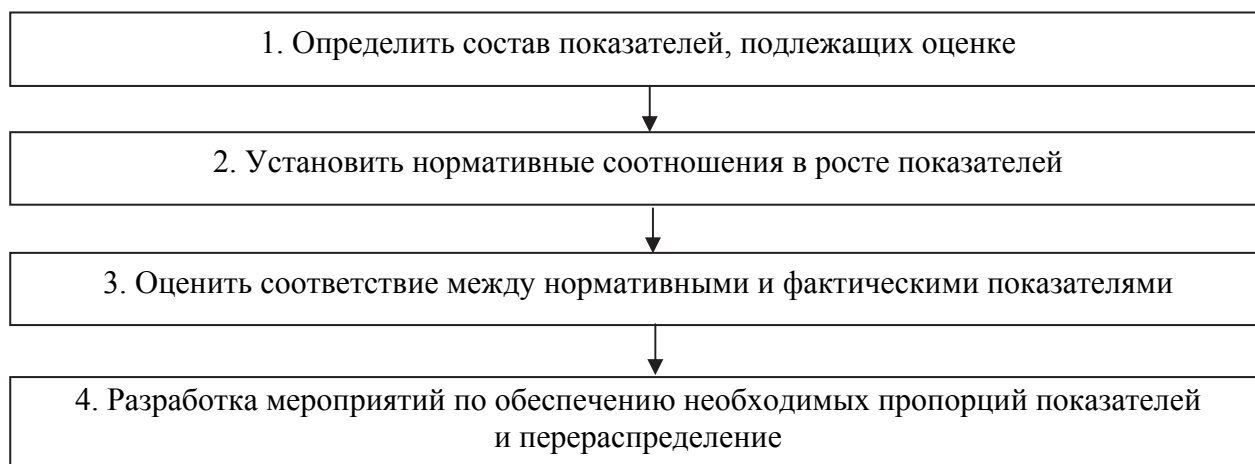 1. Определить состав показателей, подлежащих оценке
2. Установить нормативные соотношения в росте показателей
3. Оценить соответствие между нормативными и фактическими показателями
4. Разработка мероприятий по обеспечению необходимых пропорций показателей
и перераспределение